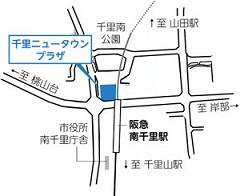 千里南
公園
↑至 山田駅
千里ニュータウン
プラザ
←至 桃山台
→至 岸部
市役所
南千里庁舎
阪急
南千里駅
↓至 千里山駅